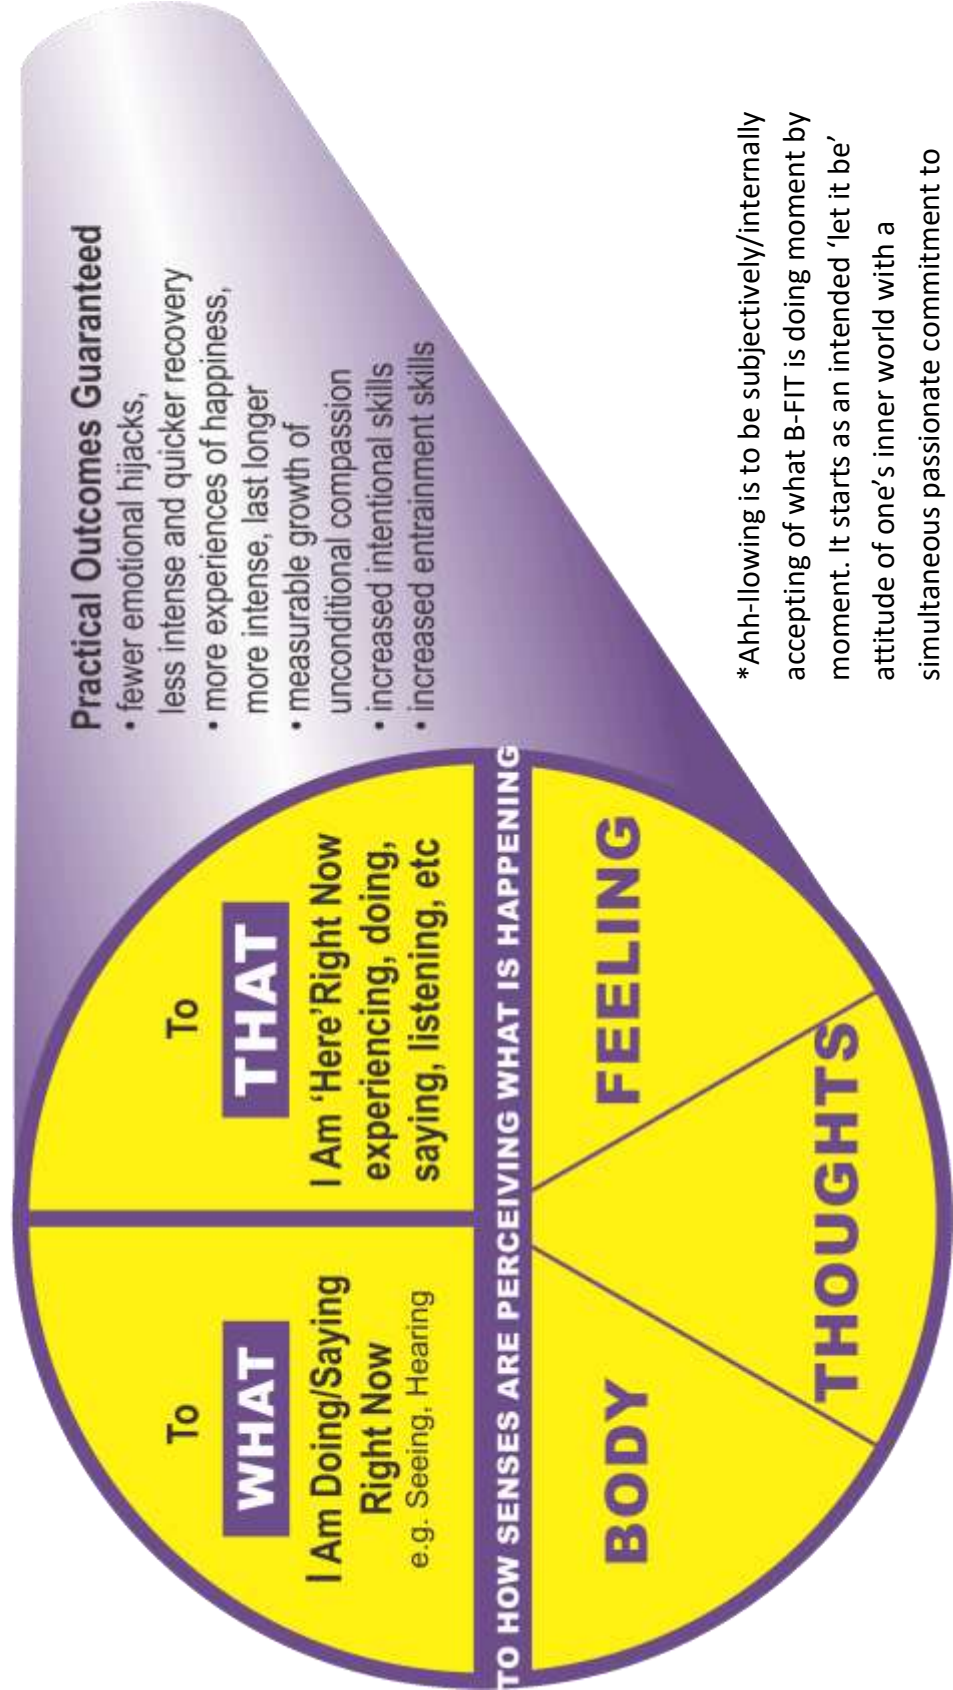 To
WHAT
I Am Doing/Saying
Right Now
e.g. Seeing, Hearing
To
THAT
I Am ‘Here’Right Now
experiencing, doing,
saying, listening, etc
TO HOW SENSES ARE PERCEIVING WHAT IS HAPPENING
BODY
THOUGHTS
FEELING
Practical Outcomes Guaranteed
• fewer emotional hijacks,
less intense and quicker recovery
• more experiences of happiness,
more intense, last longer
• measurable growth of
unconditional compassion
• increased intentional skills
• increased entrainment skills
*Ahh-llowing is to be subjectively/internally
accepting of what B-FIT is doing moment by
moment. It starts as an intended ‘let it be’
attitude of one’s inner world with a
simultaneous passionate commitment to